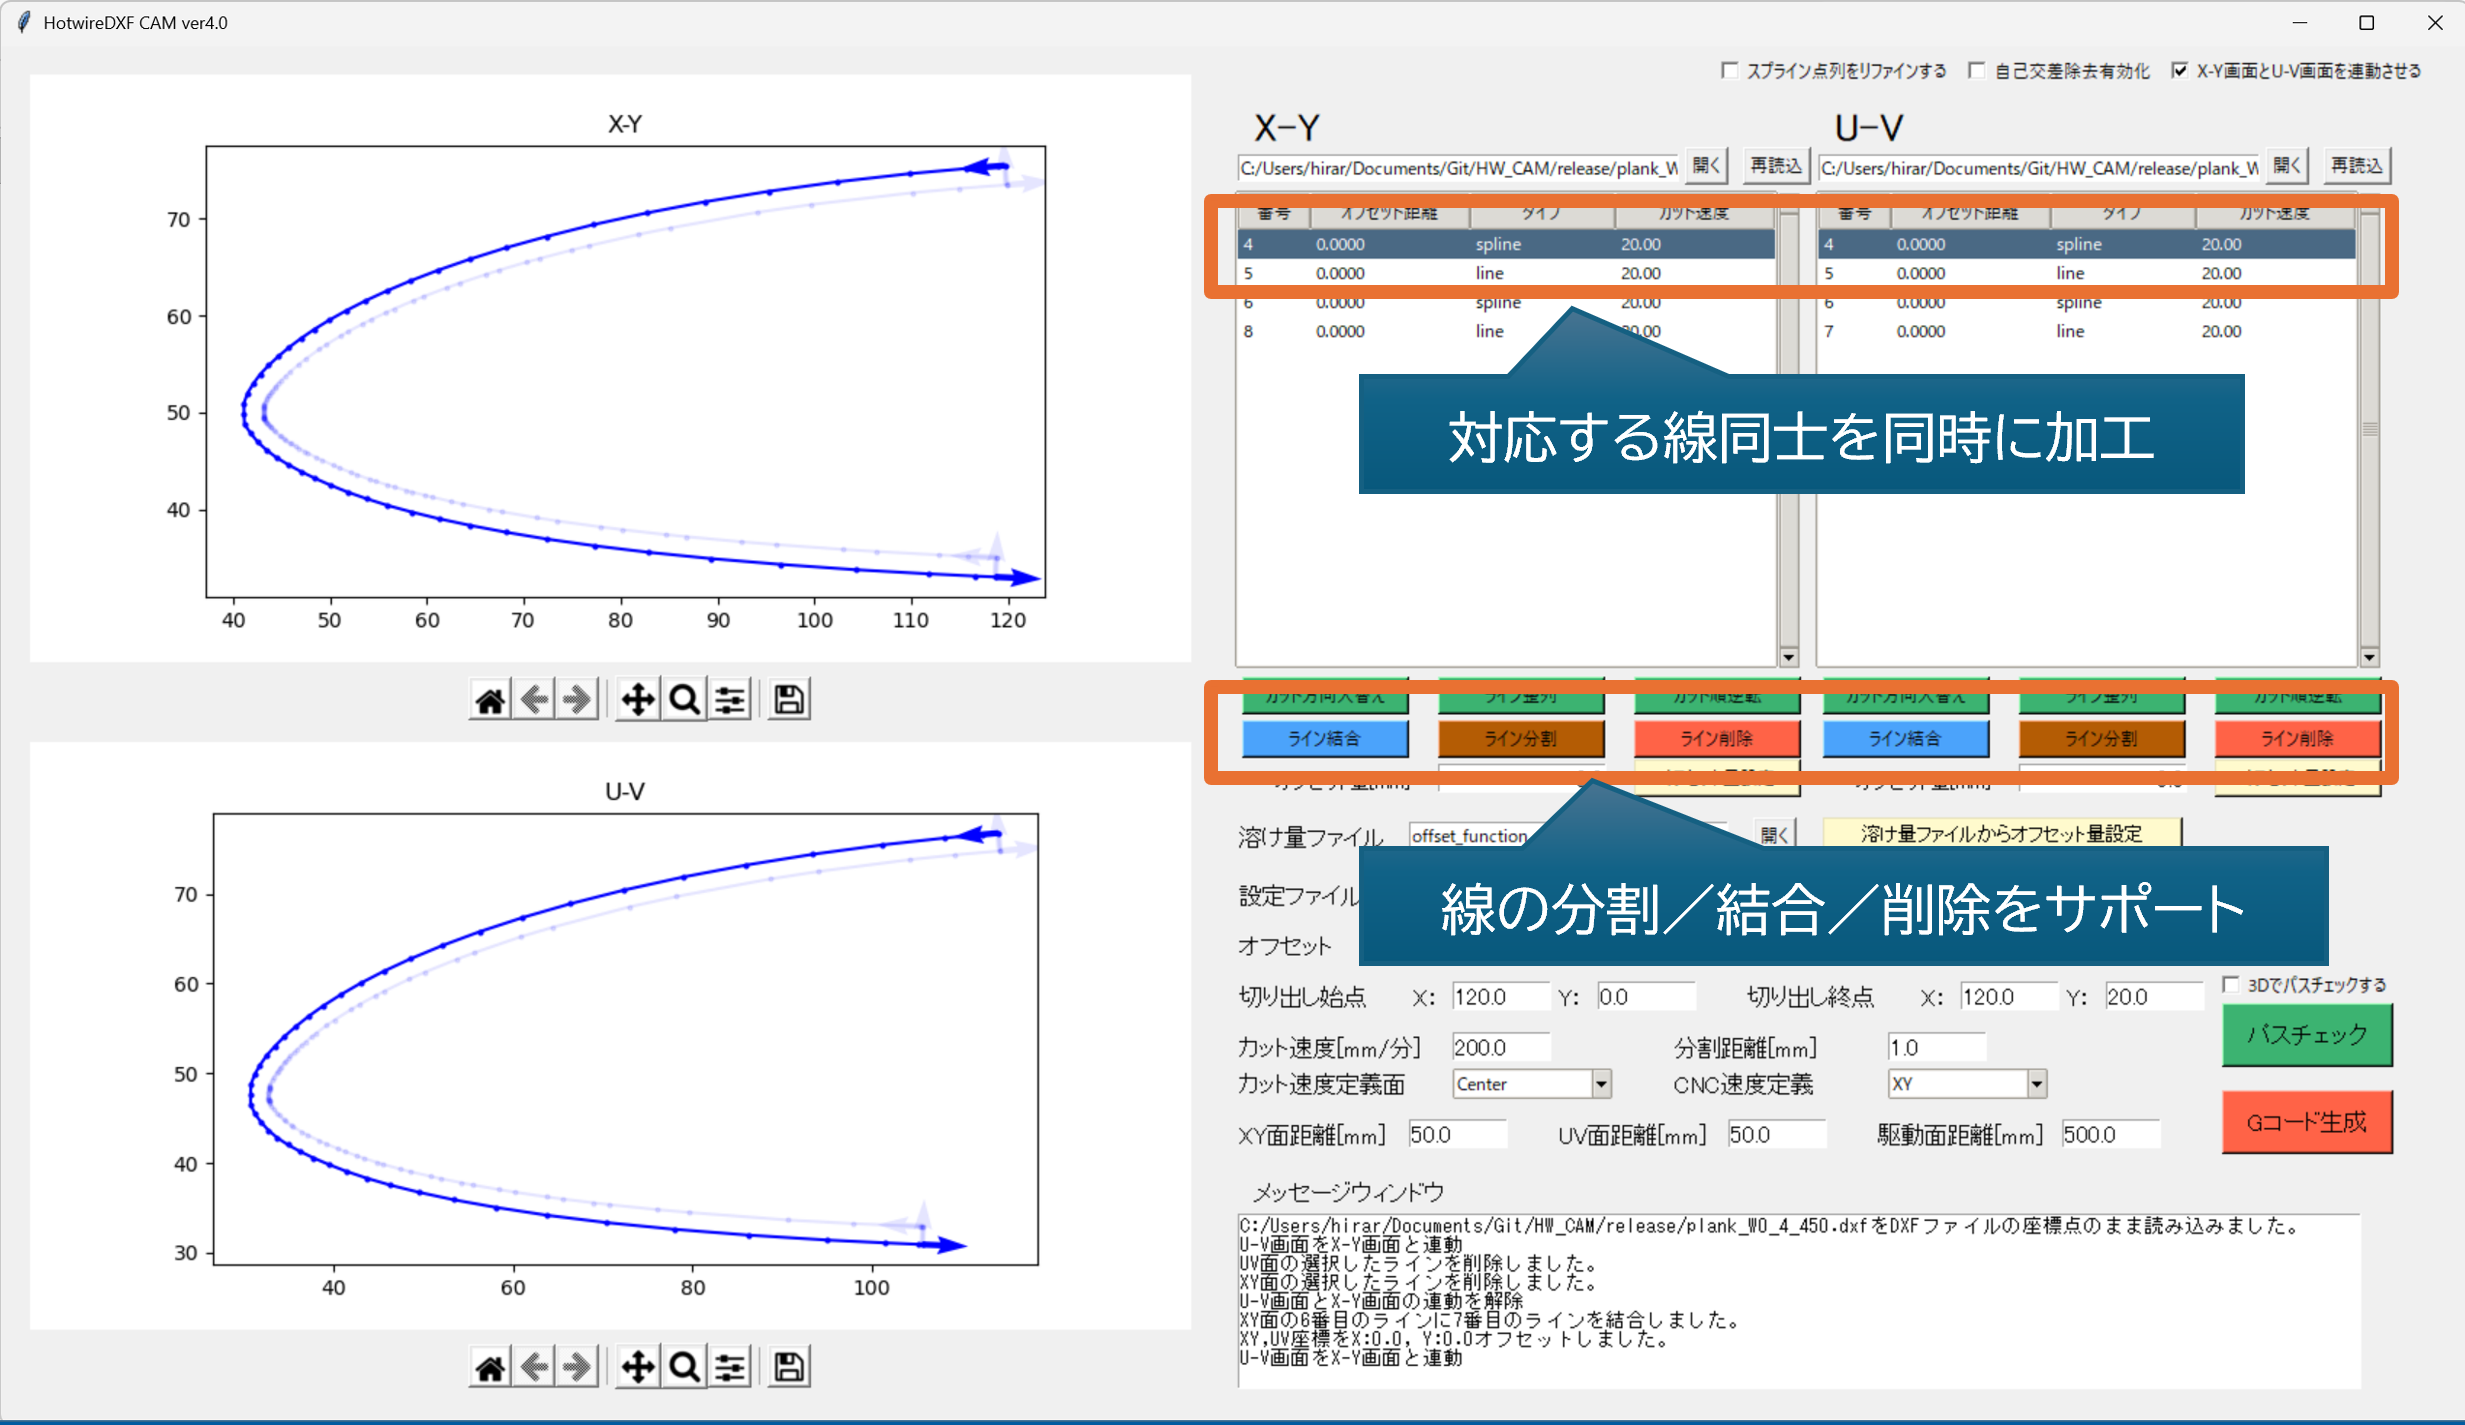 HotwireDXF CAM ver4.0
スプライン点列をリファインする 自己交差除去有効化 X-Y画面とU-V画面を連動させる
X-Y
70
60
50
40
40 50 60 70 80 90 100 110 120
U-V
70
60
50
40
30
40 60 80 100
X-Y U-V
C:/Users/hirar/Documents/Git/HW_CAM/release/plank_W 開く 再読込 C:/Users/hirar/Documents/Git/HW_CAM/release/plank_W 開く 再読込
番号 オフセット距離 タイプ カット速度 番号 オフセット距離 タイプ カット速度
4 0.0000 spline 20.00 4 0.0000 spline 20.00
5 0.0000 line 20.00 5 0.0000 line 20.00
6 0.0000 spline 20.00 6 0.0000 spline 20.00
8 0.0000 line 20.00 7 0.0000 line 20.00
対応する線同士を同時に加工
カット方向入替え ライン整列 カット順逆転 カット方向入替え ライン整列 カット順逆転
ライン結合 ライン分割 ライン削除 ライン結合 ライン分割 ライン削除
オフセット量[mm] オフセット量[mm]
溶け量ファイル offset_function 開く 溶け量ファイルからオフセット量設定
線の分割／結合／削除をサポート
設定ファイル
オフセット
切り出し始点 X: 120.0 Y: 0.0 切り出し終点 X: 120.0 Y: 20.0 3Dでパスチェックする
カット速度[mm/分] 200.0 分割距離[mm] 1.0 パスチェック
カット速度定義面 Center CNC速度定義 XY
XY面距離[mm] 50.0 UV面距離[mm] 50.0 駆動面距離[mm] 500.0 Gコード生成
メッセージウィンドウ
C:/Users/hirar/Documents/Git/HW_CAM/release/plank_WO_4_450.dxfをDXFファイルの座標点のまま読み込みました。
U-V画面をX-Y画面と連動
UV面の選択したラインを削除しました。
XY面の選択したラインを削除しました。
U-V画面とX-Y画面の連動を解除
XY面の6番目のラインに7番目のラインを結合しました。
XY,UV座標をX:0.0, Y:0.0オフセットしました。
U-V画面をX-Y画面と連動